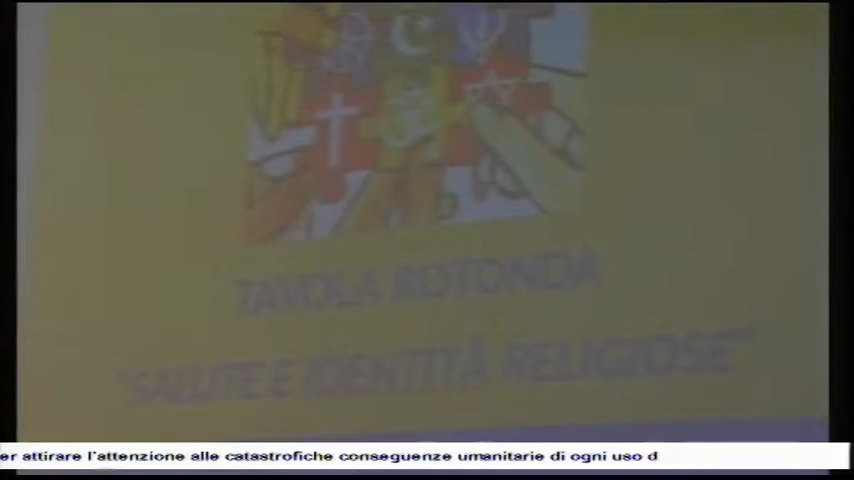 TAVOLA ROTONDA
"SALUTE E IDENTITÀ RELIGIOSE"
er attirare l'attenzione alle catastrofiche conseguenze umanitarie di ogni uso d